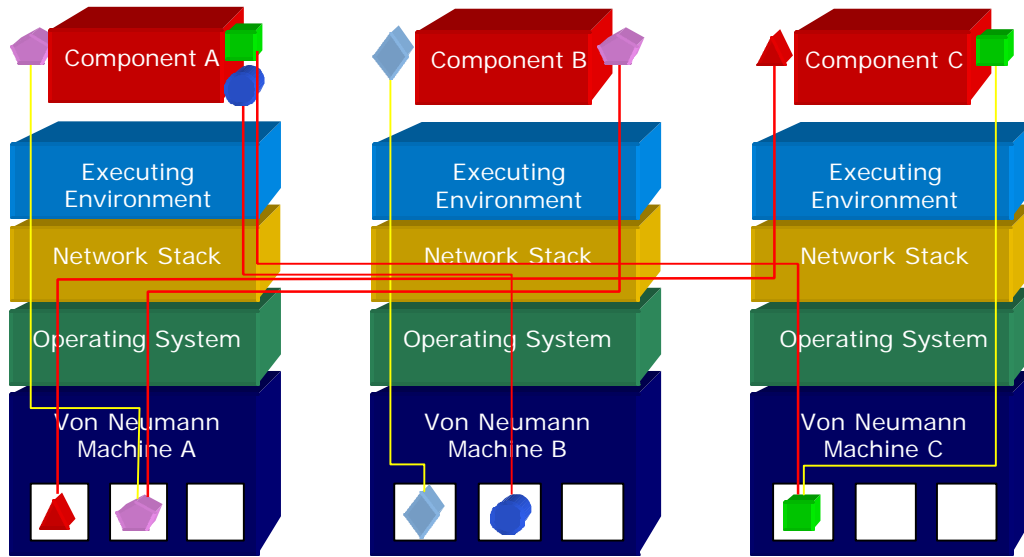 Component A
Component B
Component C
Executing
Environment
Executing
Environment
Executing
Environment
Network Stack
Network Stack
Network Stack
Operating System
Operating System
Operating System
Von Neumann
Machine A
Von Neumann
Machine B
Von Neumann
Machine C